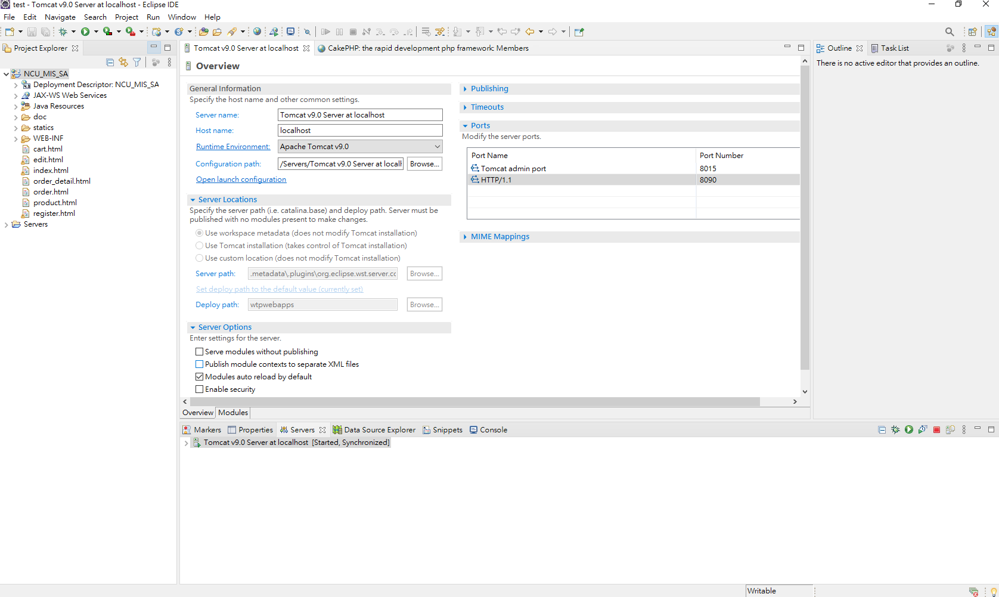 test - Tomcat v9.0 Server at localhost - Eclipse IDE
File Edit Navigate Search Project Run Window Help
Project Explorer
NCU_MIS_SA
Deployment Descriptor: NCU_MIS_SA
JAX-WS Web Services
Java Resources
doc
statics
WEB-INF
cart.html
edit.html
index.html
order_detail.html
order.html
product.html
register.html
Servers
Tomcat v9.0 Server at localhost
CakePHP: the rapid development php framework: Members
Overview
General Information
Specify the host name and other common settings.
Server name: Tomcat v9.0 Server at localhost
Host name: localhost
Runtime Environment: Apache Tomcat v9.0
Configuration path: /Servers/Tomcat v9.0 Server at local Browse...
Open launch configuration
Server Locations
Specify the server path (i.e. catalina.base) and deploy path. Server must be
published with no modules present to make changes.
Use workspace metadata (does not modify Tomcat installation)
Use Tomcat installation (takes control of Tomcat installation)
Use custom location (does not modify Tomcat installation)
Server path: .metadata\.plugins\org.eclipse.wst.server.cc Browse...
Set deploy path to the default value (currently set)
Deploy path: wtpwebapps Browse...
Server Options
Enter settings for the server.
Serve modules without publishing
Publish module contexts to separate XML files
Modules auto reload by default
Enable security
Publishing
Timeouts
Ports
Modify the server ports.
Port Name Port Number
Tomcat admin port 8015
HTTP/1.1 8090
MIME Mappings
Overview Modules
Outline Task List
There is no active editor that provides an outline.
Markers Properties Servers Data Source Explorer Snippets Console
Tomcat v9.0 Server at localhost [Started, Synchronized]
Writable